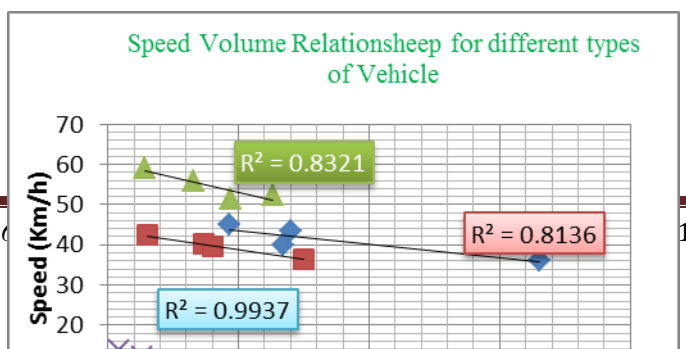 Speed Volume Relationsheep for different types
of Vehicle
70
60
50
40
30
20
Speed (Km/h)
R² = 0.8321
R² = 0.8136
R² = 0.9937